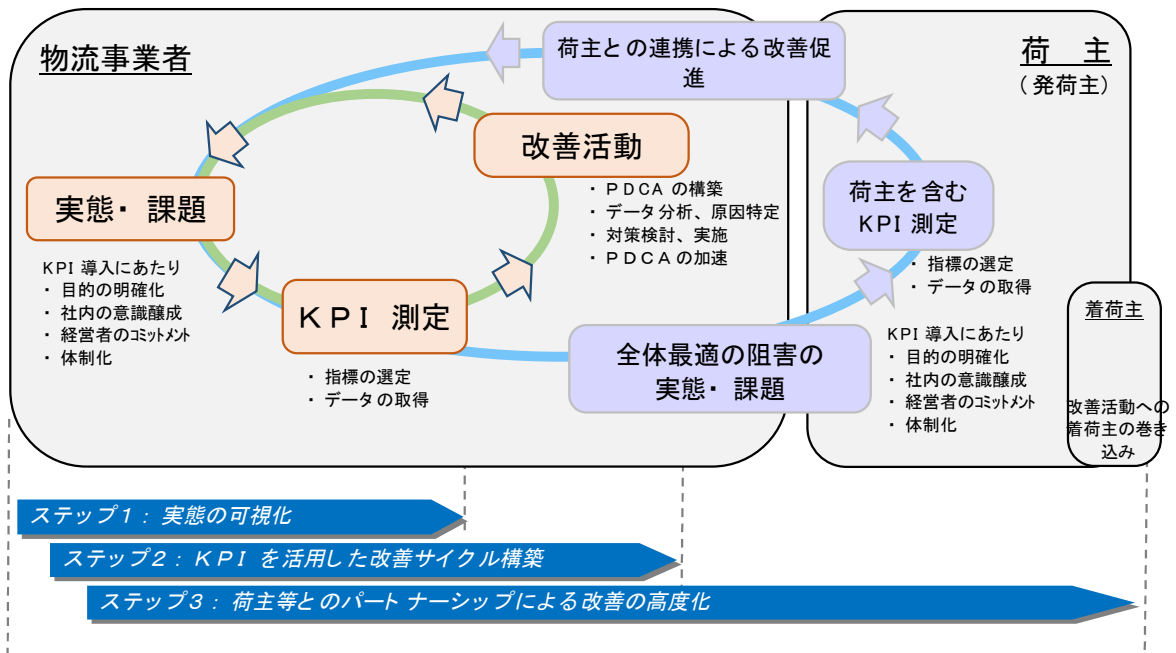 物流事業者
荷主との連携による改善促
進
荷　主
(発荷主)
改善活動
・ PDCA の構築
・ データ分析、原因特定
・ 対策検討、実施
・ PDCA の加速
実態・ 課題
KPI 導入にあたり
・ 目的の明確化
・ 社内の意識醸成
・ 経営者のコミットメント
・ 体制化
KPI 測定
・ 指標の選定
・ データの取得
荷主を含む
KPI 測定
・ 指標の選定
・ データの取得
全体最適の阻害の
実態・ 課題
KPI 導入にあたり
・ 目的の明確化
・ 社内の意識醸成
・ 経営者のコミットメント
・ 体制化
着荷主
改善活動への
着荷主の巻き
込み
ステップ1： 実態の可視化
ステップ2： KPI を活用した改善サイクル構築
ステップ3： 荷主等とのパートナーシップによる改善の高度化